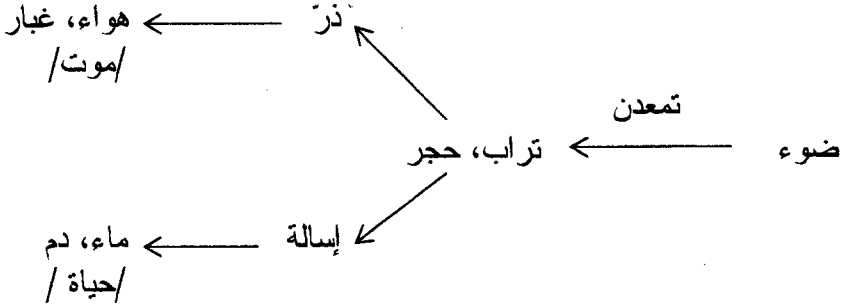 ذرّ
هواء، غبار
/موت/
تمعدن
ضوء
تراب، حجر
إسالة
ماء، دم
/حياة /